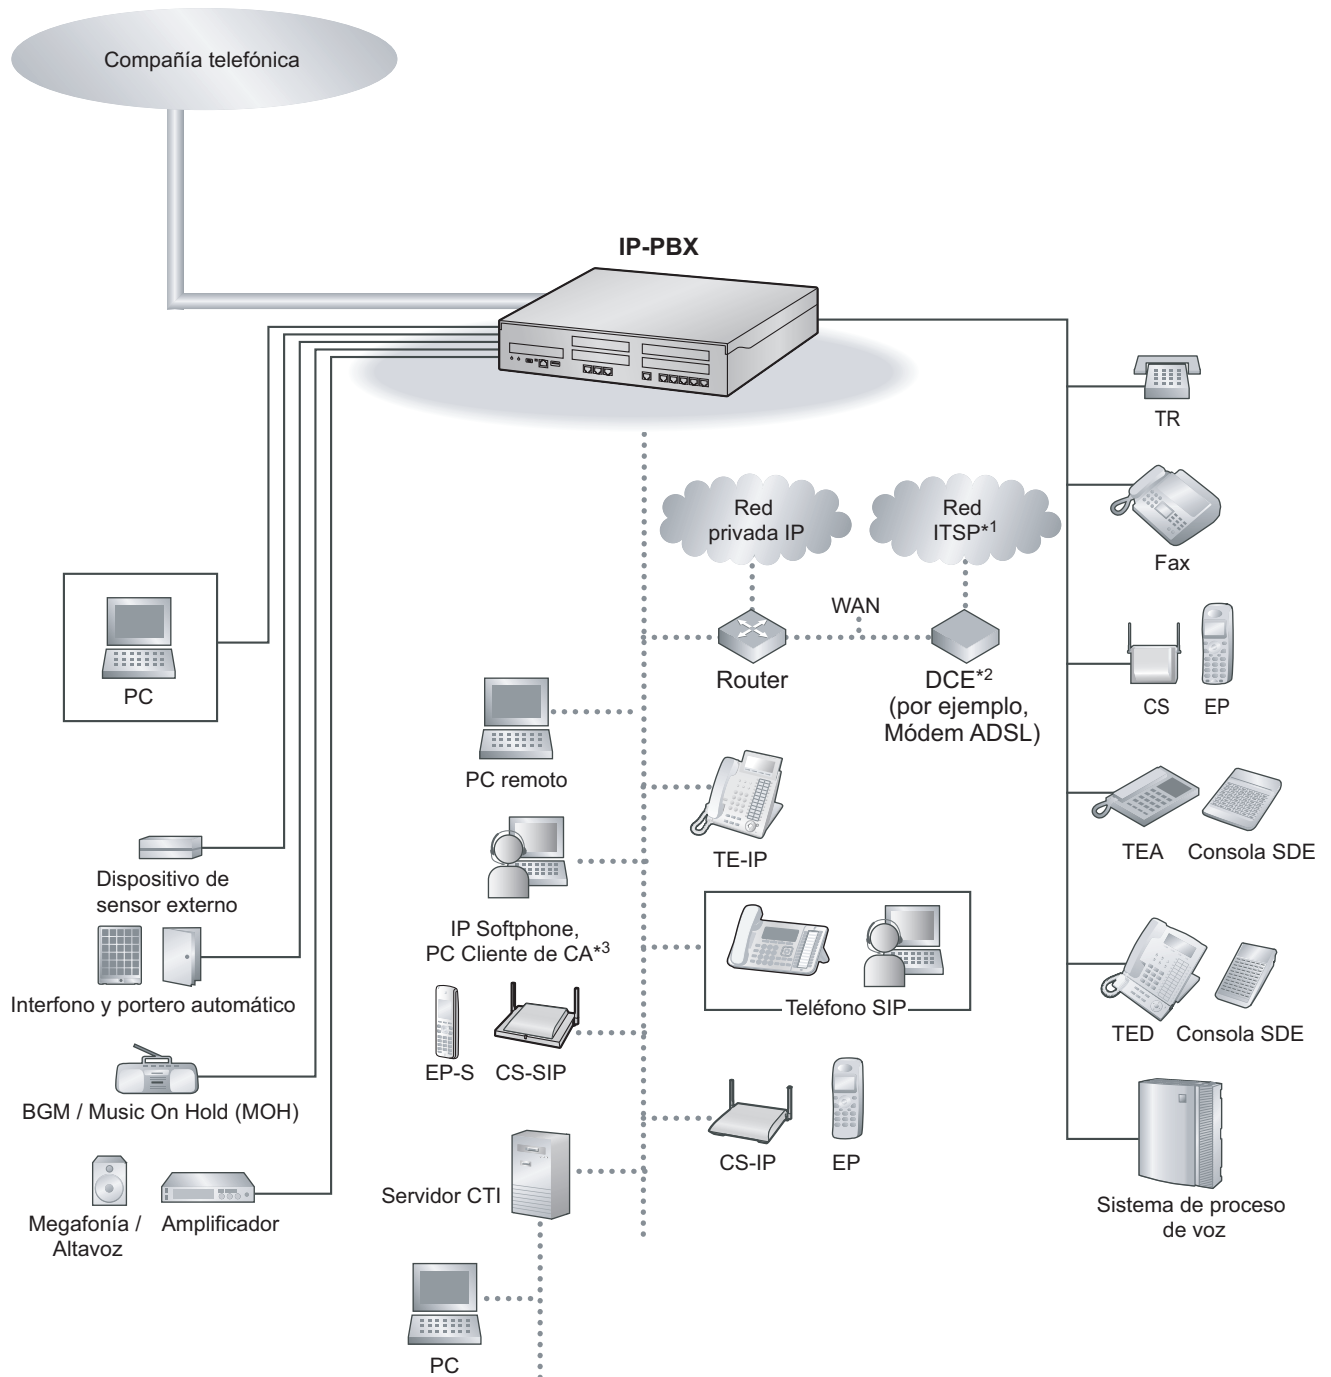 Compañía telefónica
IP-PBX
TR
Fax
Red
privada IP
Red
ITSP*1
WAN
Router
DCE*2
(por ejemplo,
Módem ADSL)
PC
CS
EP
PC remoto
TE-IP
TEA
Consola SDE
Dispositivo de
sensor externo
IP Softphone,
PC Cliente de CA*3
Interfono y portero automático
Teléfono SIP
TED
Consola SDE
EP-S
CS-SIP
BGM / Music On Hold (MOH)
CS-IP
EP
Servidor CTI
Sistema de proceso
de voz
Megafonía /
Altavoz
Amplificador
PC